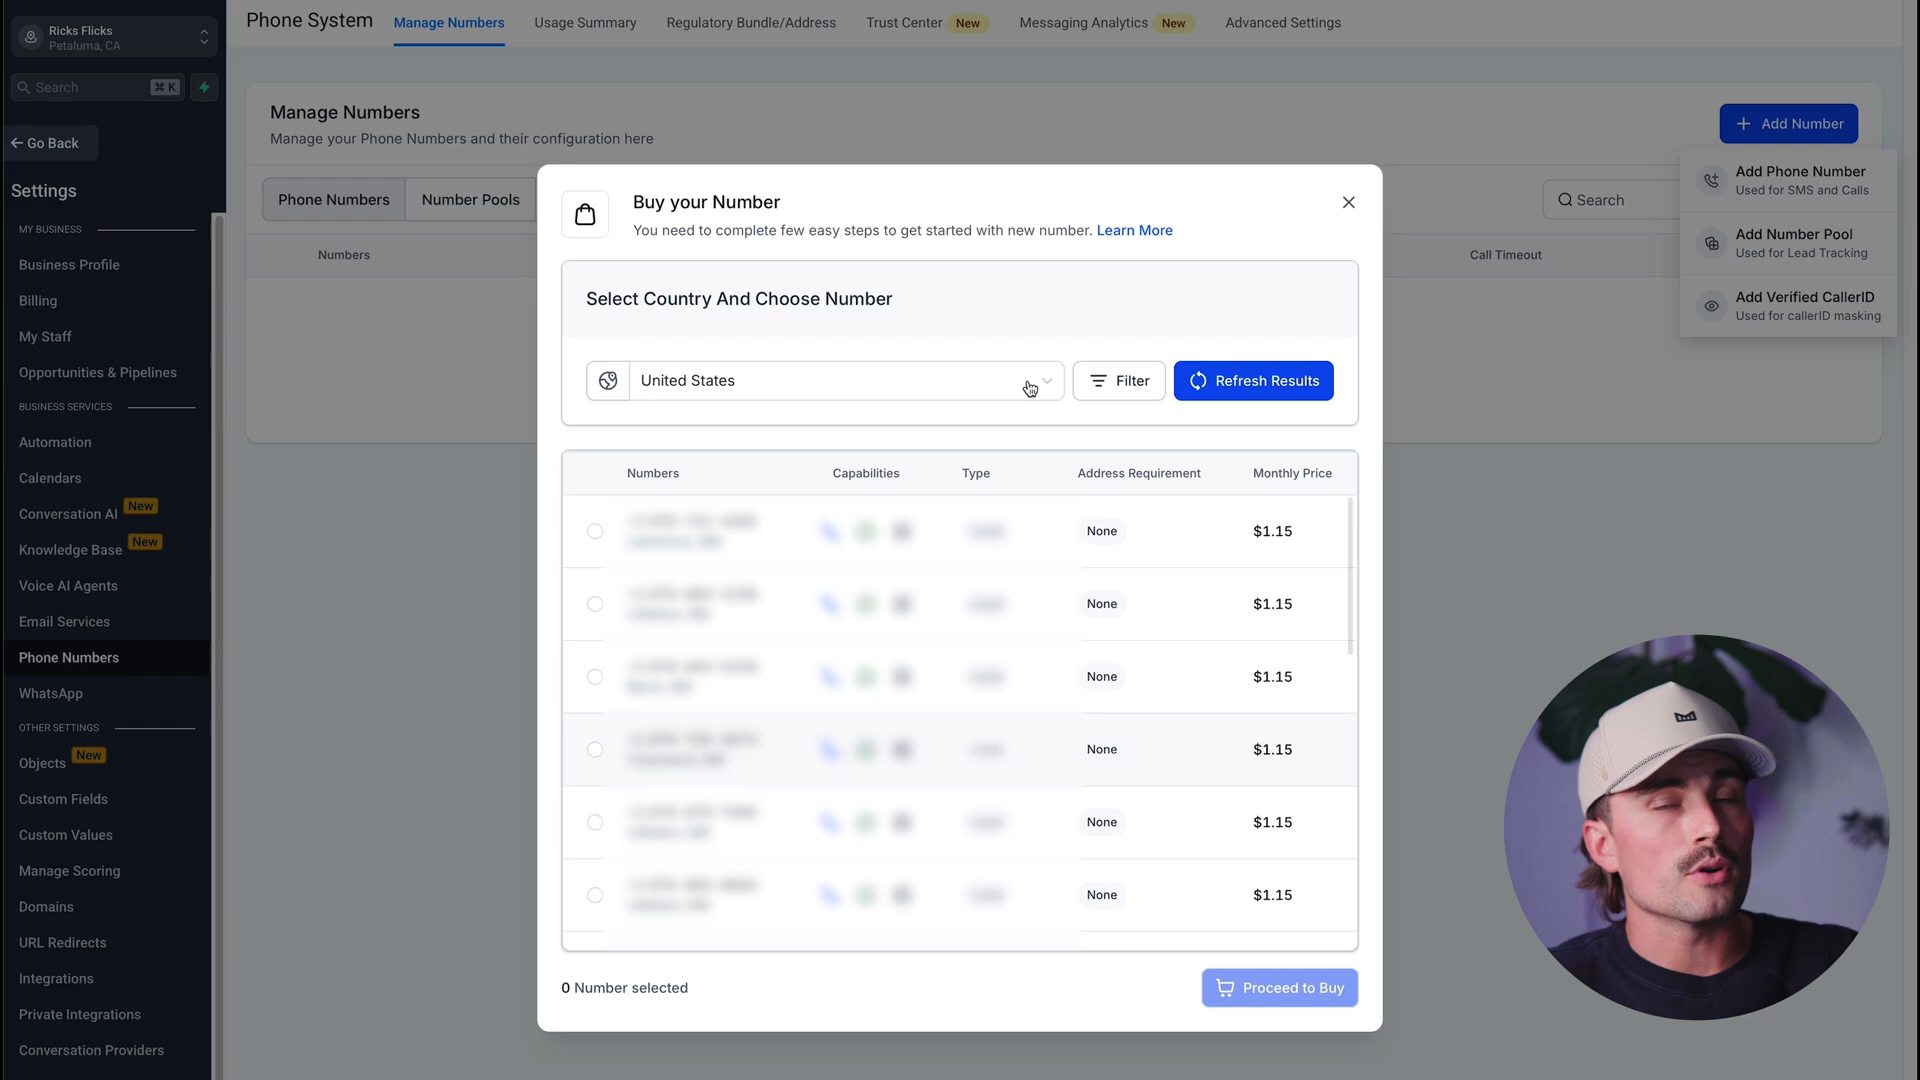 Ricks Flicks
Petaluma, CA
Search ⌘ K
Go Back
Settings
MY BUSINESS
Business Profile
Billing
My Staff
Opportunities & Pipelines
BUSINESS SERVICES
Automation
Calendars
Conversation AI New
Knowledge Base New
Voice AI Agents
Email Services
Phone Numbers
WhatsApp
OTHER SETTINGS
Objects New
Custom Fields
Custom Values
Manage Scoring
Domains
URL Redirects
Integrations
Private Integrations
Conversation Providers
Phone System Manage Numbers Usage Summary Regulatory Bundle/Address Trust Center New Messaging Analytics New Advanced Settings
Manage Numbers
Manage your Phone Numbers and their configuration here
Add Number
Phone Numbers Number Pools
Search
Numbers Call Timeout
Add Phone Number
Used for SMS and Calls
Add Number Pool
Used for Lead Tracking
Add Verified CallerID
Used for callerID masking
Buy your Number
You need to complete few easy steps to get started with new number. Learn More
Select Country And Choose Number
United States Filter Refresh Results
Numbers Capabilities Type Address Requirement Monthly Price
None $1.15
None $1.15
None $1.15
None $1.15
None $1.15
None $1.15
0 Number selected Proceed to Buy